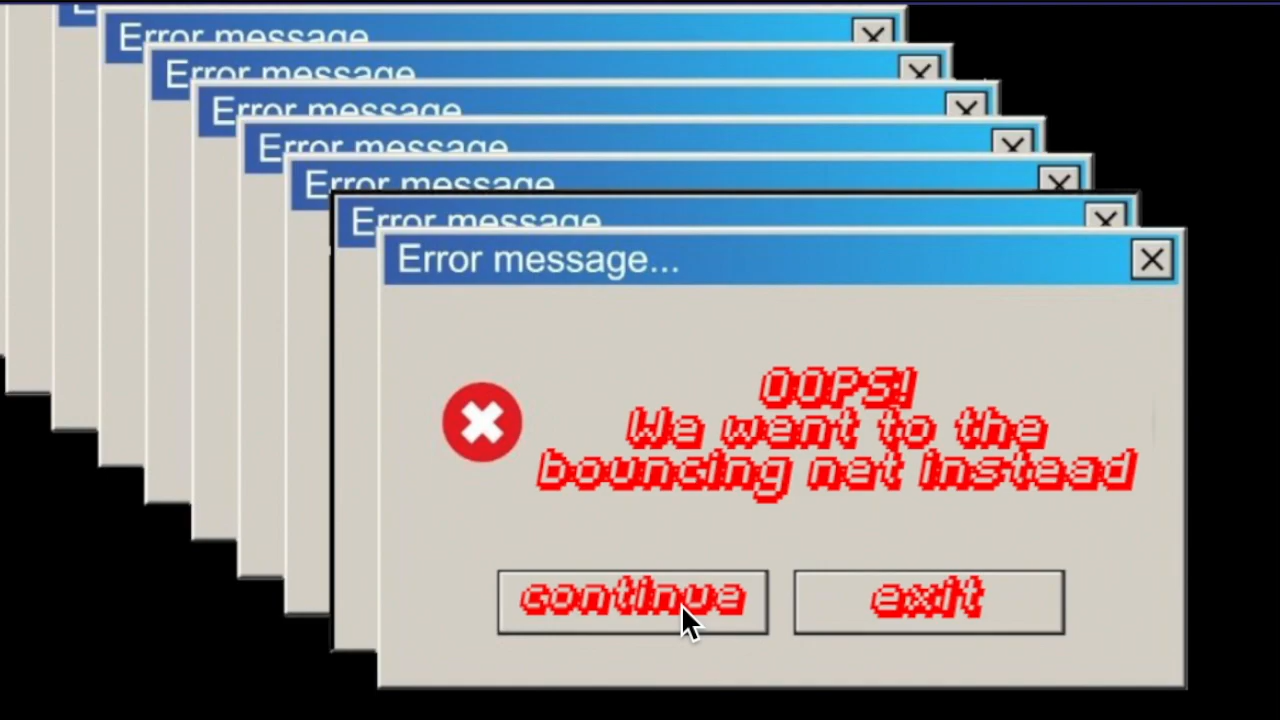 E
Error message
Error message
Error message
Error message
Error message
Error message
Error message...
OOPS!
We went to the
bouncing net instead
continue
exit